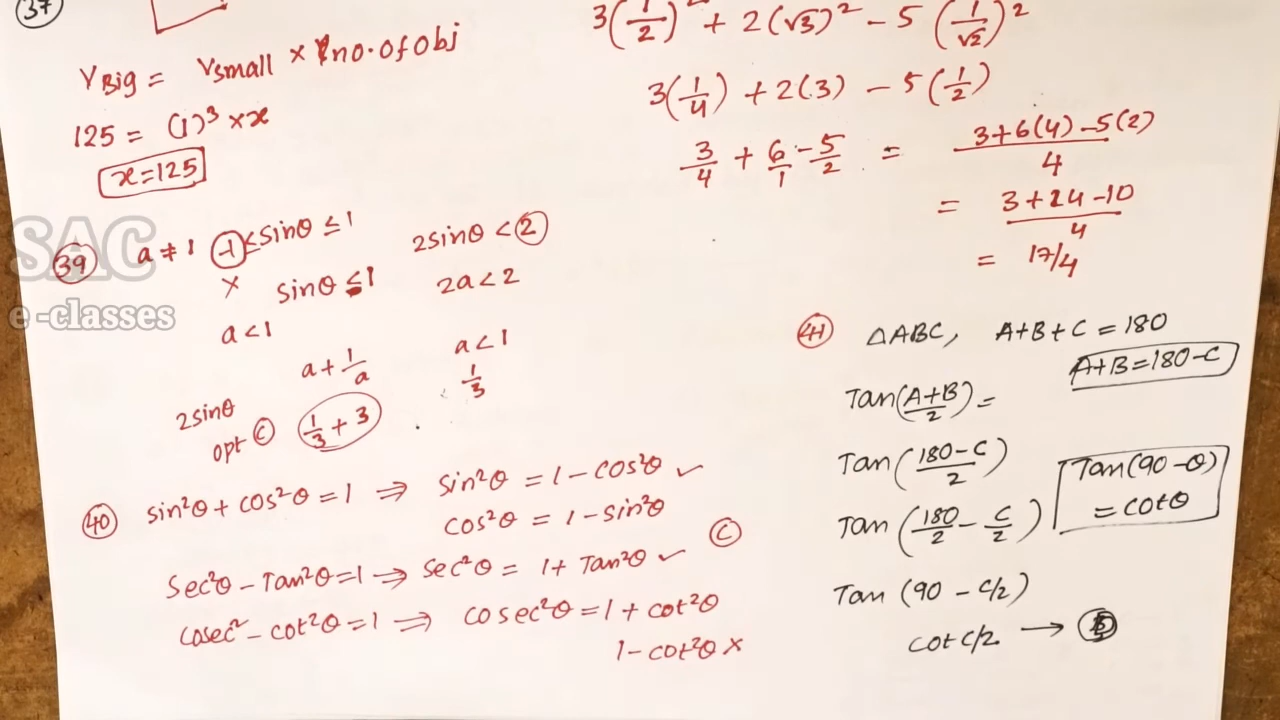 37
V Big = Vsmall × no.of Obj
125 = (1)³ × x
x=125
3(1/2)² + 2(√3)² - 5(1/√2)²
3(1/4) + 2(3) - 5(1/2)
3/4 + 6/1 - 5/2 = 3+6(4)-5(2)/4
= 3+24-10/4
= 17/4
SAC
e-classes
39 a ≠ 1 -1 ≤ sinθ ≤ 1 2sinθ < 2
× sinθ ≤ 1 2a < 2
a < 1 a < 1
a + 1/a 1/3
2sinθ
opt C 1/3 + 3
40 sin²θ + cos²θ = 1 ⇒ sin²θ = 1 - cos²θ ✓
cos²θ = 1 - sin²θ
C
Sec²θ - Tan²θ = 1 ⇒ sec²θ = 1 + Tan²θ ✓
cosec² - cot²θ = 1 ⇒ cosec²θ = 1 + cot²θ
1 - cot²θ ×
41 △ABC, A+B+C = 180
A+B = 180-C
Tan(A+B/2) =
Tan(180-C/2)
Tan(90-θ)
= cotθ
Tan(180/2 - C/2)
Tan (90 - C/2)
cot C/2 →